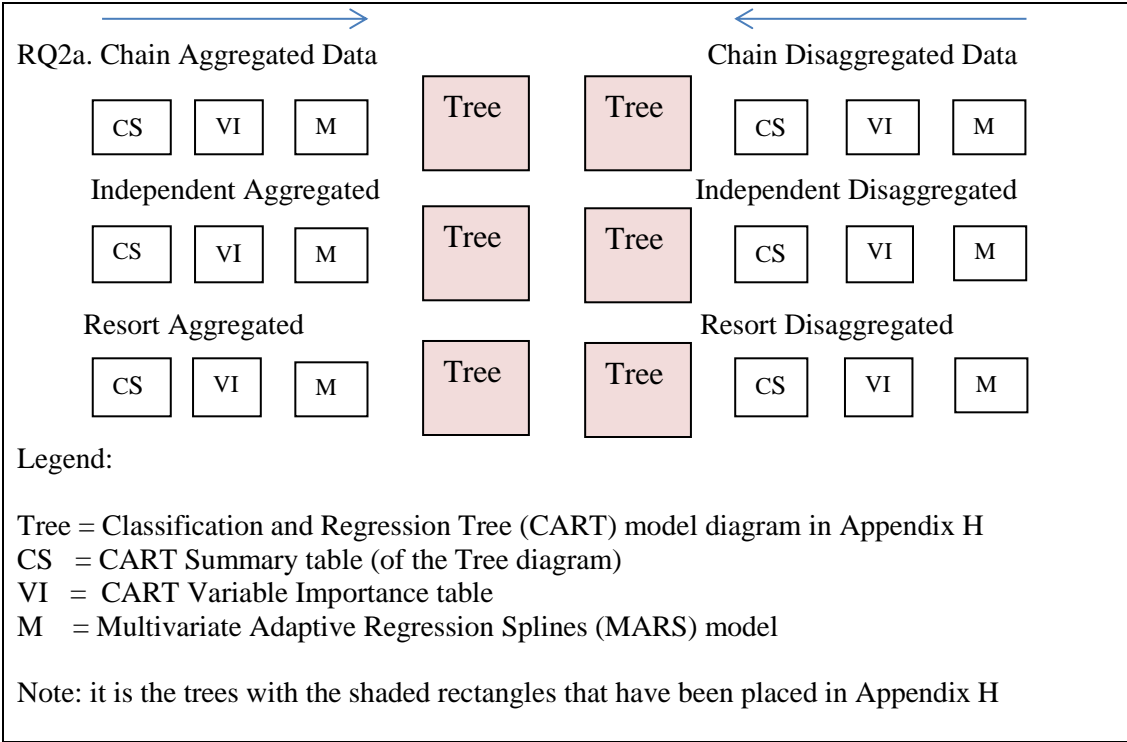 RQ2a. Chain Aggregated Data Chain Disaggregated Data
CS VI M Tree Tree CS VI M
Independent Aggregated Independent Disaggregated
CS VI M Tree Tree CS VI M
Resort Aggregated Resort Disaggregated
CS VI M Tree Tree CS VI M
Legend:
Tree = Classification and Regression Tree (CART) model diagram in Appendix H
CS = CART Summary table (of the Tree diagram)
VI = CART Variable Importance table
M = Multivariate Adaptive Regression Splines (MARS) model
Note: it is the trees with the shaded rectangles that have been placed in Appendix H